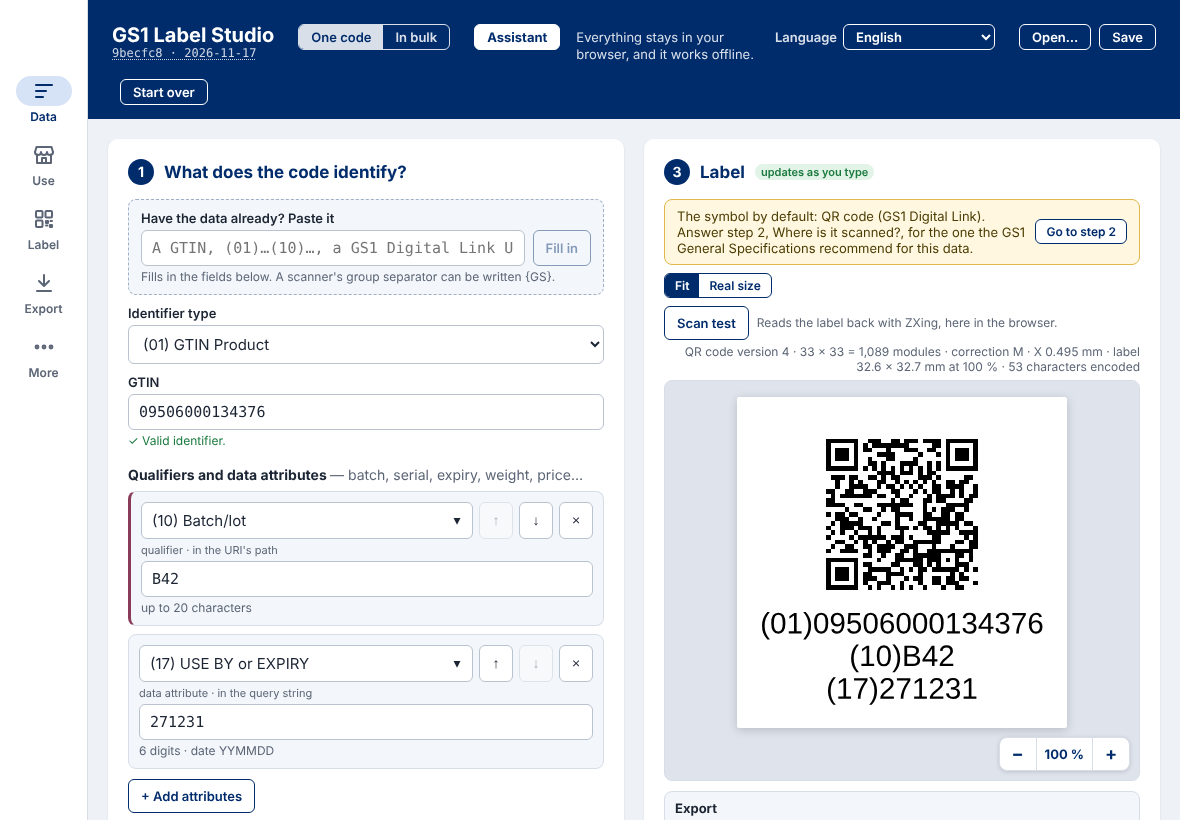 GS1 Label Studio
9becfc8 · 2026-11-17
One code
In bulk
Assistant
Everything stays in your
browser, and it works offline.
Language
English
Open…
Save
Start over
Data
Use
Label
Export
More
1
What does the code identify?
Have the data already? Paste it
A GTIN, (01)…(10)…, a GS1 Digital Link U
Fill in
Fills in the fields below. A scanner's group separator can be written {GS}.
Identifier type
(01) GTIN Product
GTIN
09506000134376
✓ Valid identifier.
Qualifiers and data attributes — batch, serial, expiry, weight, price…
(10) Batch/lot
▼
↑
↓
×
qualifier · in the URI's path
B42
up to 20 characters
(17) USE BY or EXPIRY
▼
↑
↓
×
data attribute · in the query string
271231
6 digits · date YYMMDD
+ Add attributes
3
Label
updates as you type
The symbol by default: QR code (GS1 Digital Link).
Answer step 2, Where is it scanned?, for the one the GS1
General Specifications recommend for this data.
Go to step 2
Fit
Real size
Scan test
Reads the label back with ZXing, here in the browser.
QR code version 4 · 33 × 33 = 1,089 modules · correction M · X 0.495 mm · label
32.6 × 32.7 mm at 100 % · 53 characters encoded
(01)09506000134376
(10)B42
(17)271231
−
100 %
+
Export